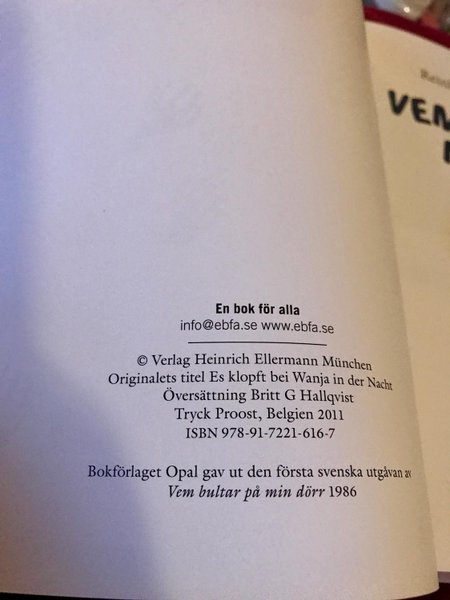 En bok för alla
info@ebfa.se www.ebfa.se
© Verlag Heinrich Ellermann München
Originalets titel Es klopft bei Wanja in der Nacht
Översättning Britt G Hallqvist
Tryck Proost, Belgien 2011
ISBN 978-91-7221-616-7
Bokförlaget Opal gav ut den första svenska utgåvan av
Vem bultar på min dörr 1986
VEM